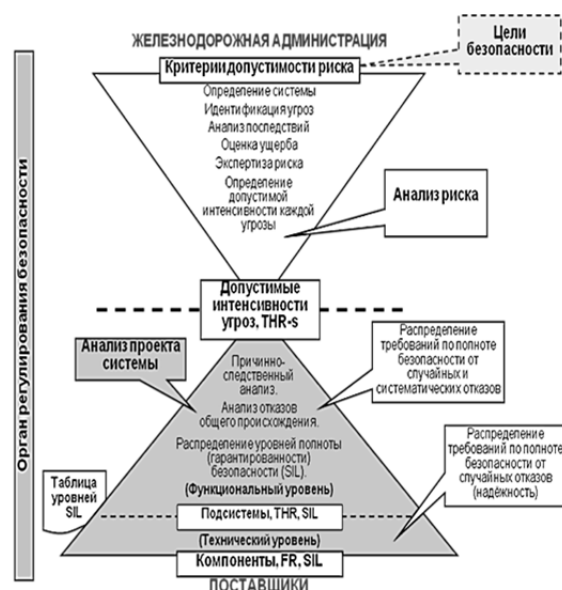 ЖЕЛЕЗНОДОРОЖНАЯ АДМИНИСТРАЦИЯ
Цели
безопасности
Критерии допустимости риска
Определение системы
Идентификация угроз
Анализ последствий
Оценка ущерба
Экспертиза риска
Определение
допустимой
интенсивности каждой
угрозы
Анализ риска
Орган регулирования безопасности
Допустимые
интенсивности
угроз, THR-s
Анализ проекта
системы
Причинно-
следственный
анализ.
Анализ отказов
общего происхождения.
Распределение уровней полноты
(гарантированности)
безопасности (SIL).
(Функциональный уровень)
Распределение
требований по полноте
безопасности от
случайных и
систематических отказов
Распределение
требований по полноте
безопасности от
случайных отказов
(надёжность)
Таблица
уровней
SIL
Подсистемы, THR, SIL
(Технический уровень)
Компоненты, FR, SIL
ПОСТАВЩИКИ